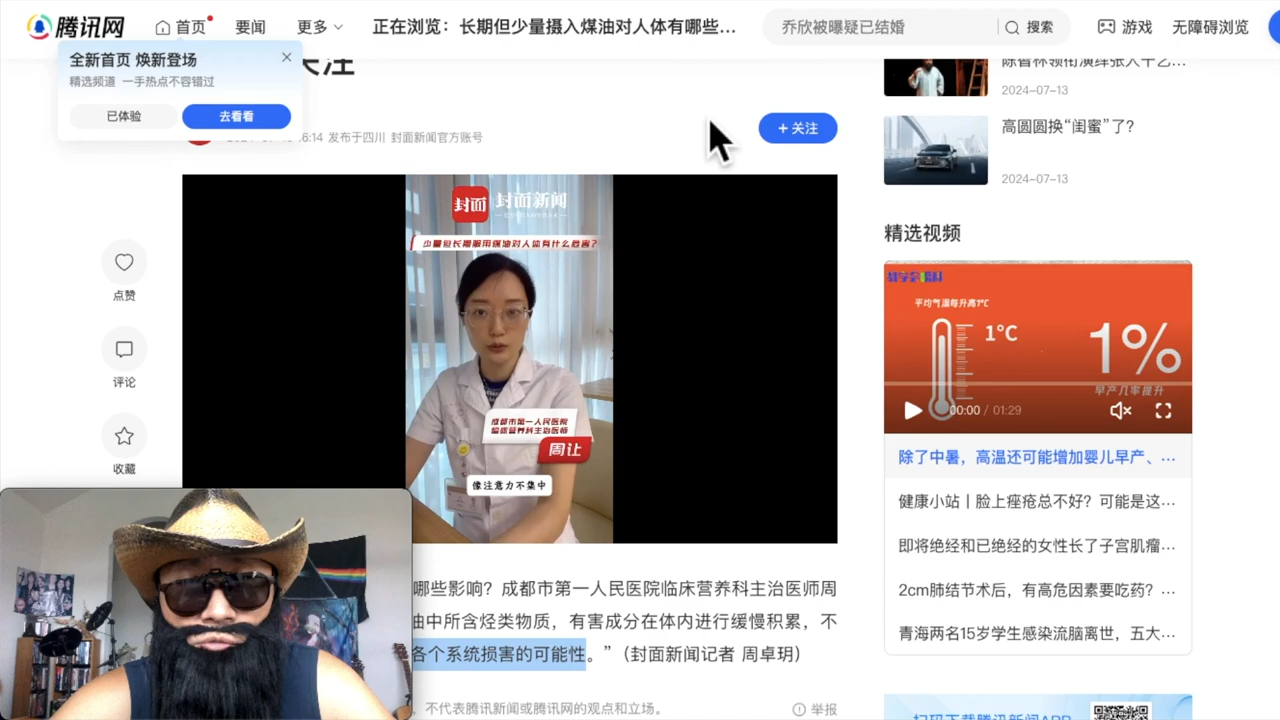 腾讯网
首页
要闻
更多
正在浏览：长期但少量摄入煤油对人体有哪些...
乔欣被曝疑已结婚
搜索
游戏
无障碍浏览
全新首页 焕新登场
精选频道 一手热点不容错过
已体验
去看看
关注
6:14 发布于四川 封面新闻官方账号
+ 关注
封面
封面新闻
少量但长期服用煤油对人体有什么危害?
成都市第一人民医院
临床营养科主治医师
周让
像注意力不集中
点赞
评论
收藏
哪些影响？成都市第一人民医院临床营养科主治医师周
油中所含烃类物质，有害成分在体内进行缓慢积累，不
各个系统损害的可能性。”（封面新闻记者 周卓玥）
不代表腾讯新闻或腾讯网的观点和立场。
举报
2024-07-13
高圆圆换“闺蜜”了？
2024-07-13
精选视频
平均气温每升高1℃
1℃
1%
早产几率提升
00:00 / 01:29
除了中暑，高温还可能增加婴儿早产、...
健康小站丨脸上痤疮总不好？可能是这...
即将绝经和已绝经的女性长了子宫肌瘤...
2cm肺结节术后，有高危因素要吃药？...
青海两名15岁学生感染流脑离世，五大...
扫码下载腾讯新闻APP